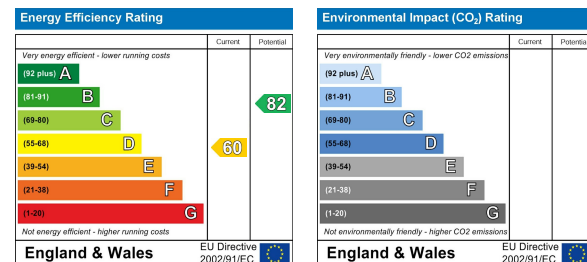 Energy Efficiency Rating
Current Potential
Very energy efficient - lower running costs
(92 plus) A
(81-91) B
(69-80) C
(55-68) D
(39-54) E
(21-38) F
(1-20) G
82
60
Not energy efficient - higher running costs
England & Wales
EU Directive
2002/91/EC
Environmental Impact (CO₂) Rating
Current Potential
Very environmentally friendly - lower CO2 emissions
(92 plus) A
(81-91) B
(69-80) C
(55-68) D
(39-54) E
(21-38) F
(1-20) G
Not environmentally friendly - higher CO2 emissions
England & Wales
EU Directive
2002/91/EC